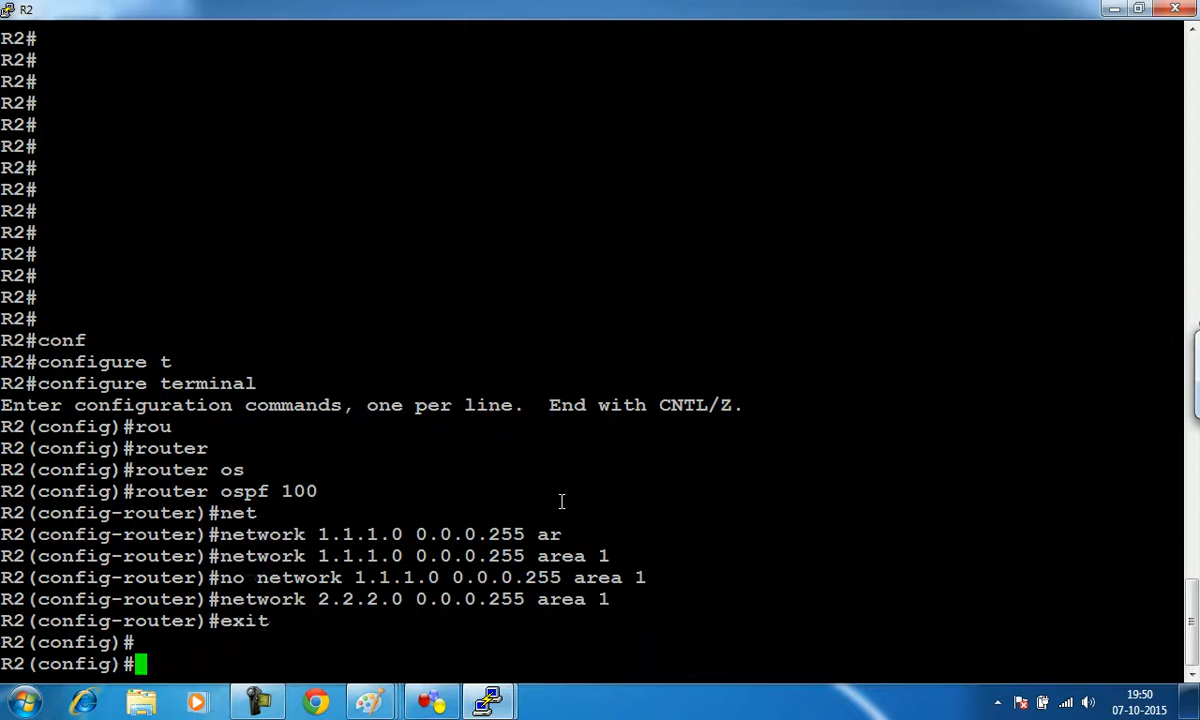 R2
R2#
R2#
R2#
R2#
R2#
R2#
R2#
R2#
R2#
R2#
R2#
R2#
R2#
R2#
R2#conf
R2#configure t
R2#configure terminal
Enter configuration commands, one per line.  End with CNTL/Z.
R2(config)#rou
R2(config)#router
R2(config)#router os
R2(config)#router ospf 100
R2(config-router)#net
R2(config-router)#network 1.1.1.0 0.0.0.255 ar
R2(config-router)#network 1.1.1.0 0.0.0.255 area 1
R2(config-router)#no network 1.1.1.0 0.0.0.255 area 1
R2(config-router)#network 2.2.2.0 0.0.0.255 area 1
R2(config-router)#exit
R2(config)#
R2(config)#
19:50
07-10-2015